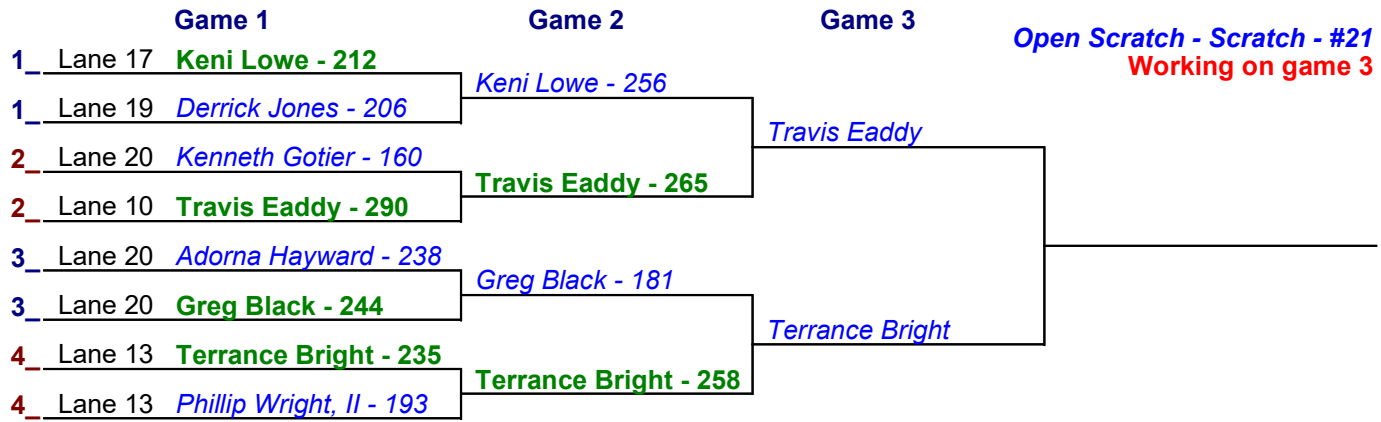 Game 1 Game 2 Game 3
Open Scratch - Scratch - #21
Working on game 3
1_ Lane 17 Keni Lowe - 212
Keni Lowe - 256
1_ Lane 19 Derrick Jones - 206
Travis Eaddy
2_ Lane 20 Kenneth Gotier - 160
Travis Eaddy - 265
2_ Lane 10 Travis Eaddy - 290
3_ Lane 20 Adorna Hayward - 238
Greg Black - 181
3_ Lane 20 Greg Black - 244
Terrance Bright
4_ Lane 13 Terrance Bright - 235
Terrance Bright - 258
4_ Lane 13 Phillip Wright, II - 193